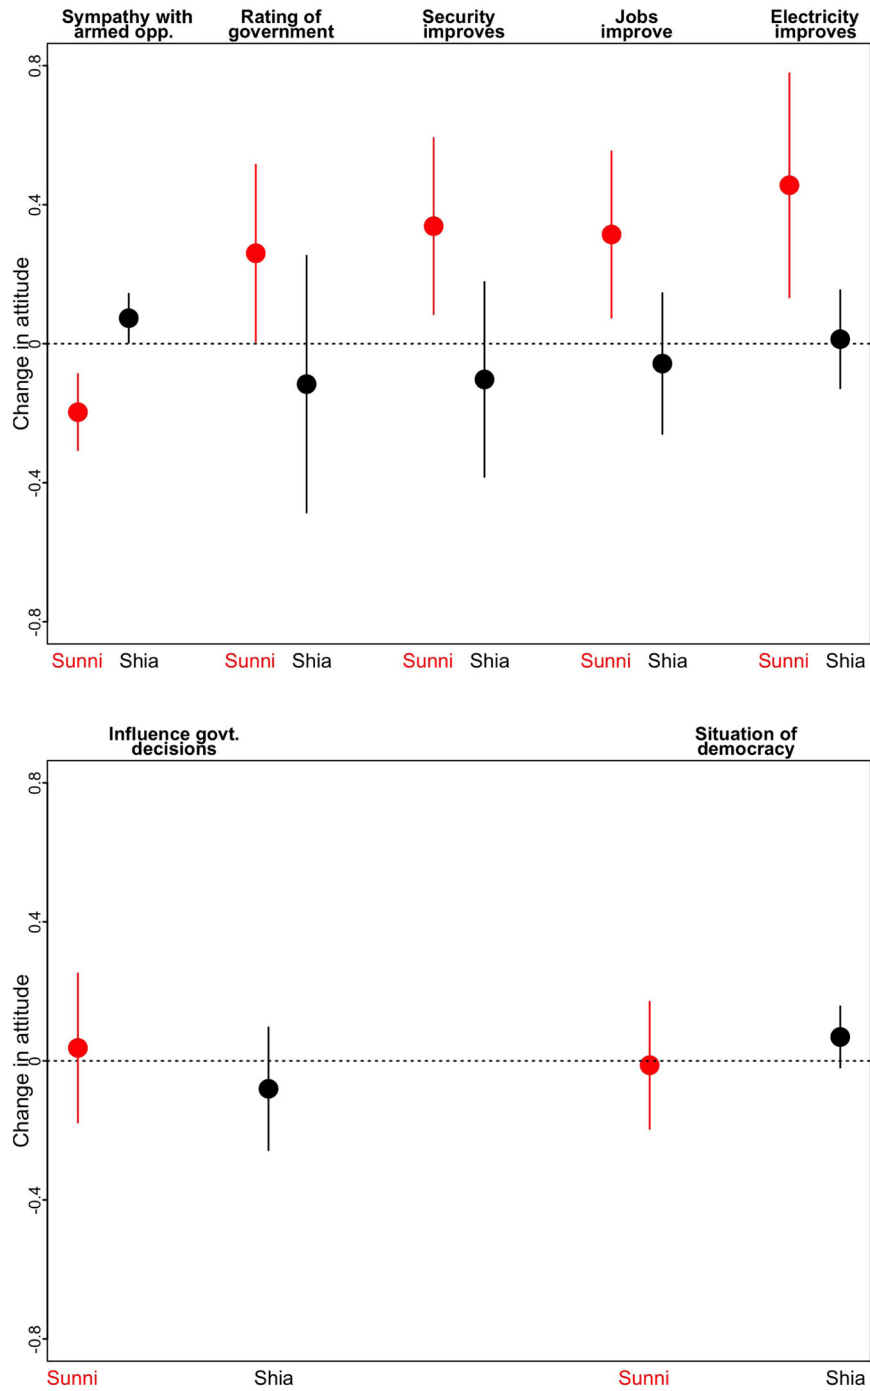 Sympathy with
armed opp.
Rating of
government
Security
improves
Jobs
improve
Electricity
improves
Change in attitude
0.8
0.4
0
-0.4
-0.8
Sunni Shia Sunni Shia Sunni Shia Sunni Shia Sunni Shia
Influence govt.
decisions
Situation of
democracy
Change in attitude
0.8
0.4
0
-0.4
-0.8
Sunni Shia Sunni Shia